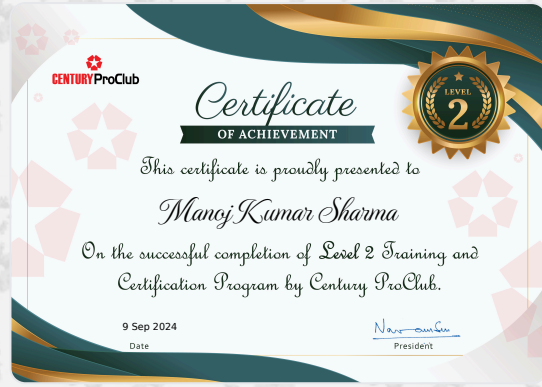 CENTURY ProClub
Certificate
OF ACHIEVEMENT
LEVEL
2
This certificate is proudly presented to
Manoj Kumar Sharma
On the successful completion of Level 2 Training and
Certification Program by Century ProClub.
9 Sep 2024
Date
President